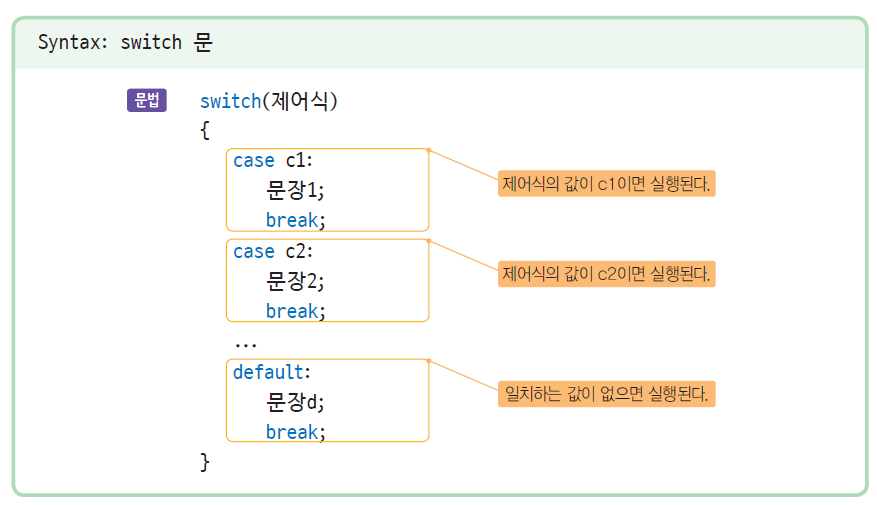 Syntax: switch 문
문법 switch(제어식)
{
case c1:
제어식의 값이 c1이면 실행된다.
문장1;
break;
case c2:
제어식의 값이 c2이면 실행된다.
문장2;
break;
...
default:
일치하는 값이 없으면 실행된다.
문장d;
break;
}